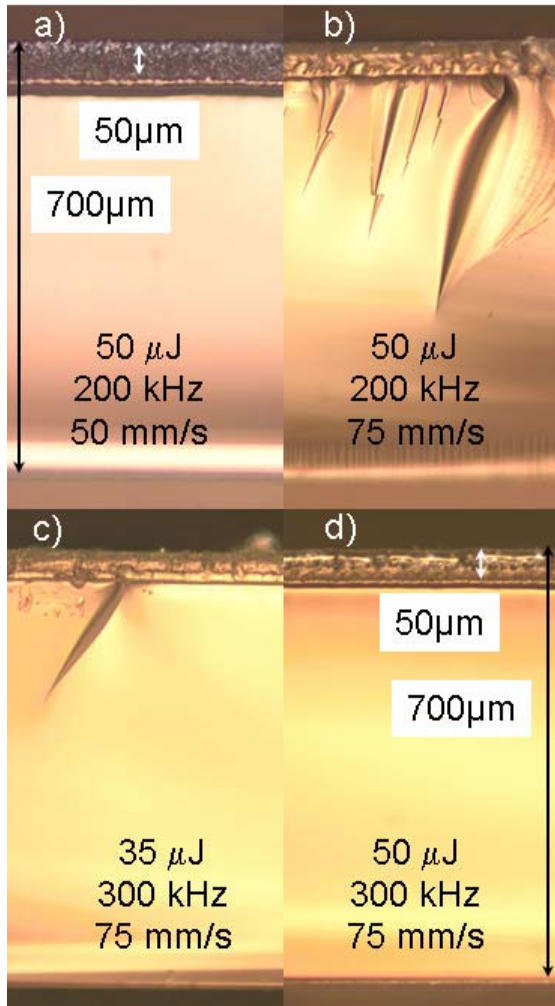 a)
50μm
700μm
50 μJ
200 kHz
50 mm/s
b)
50 μJ
200 kHz
75 mm/s
c)
35 μJ
300 kHz
75 mm/s
d)
50μm
700μm
50 μJ
300 kHz
75 mm/s